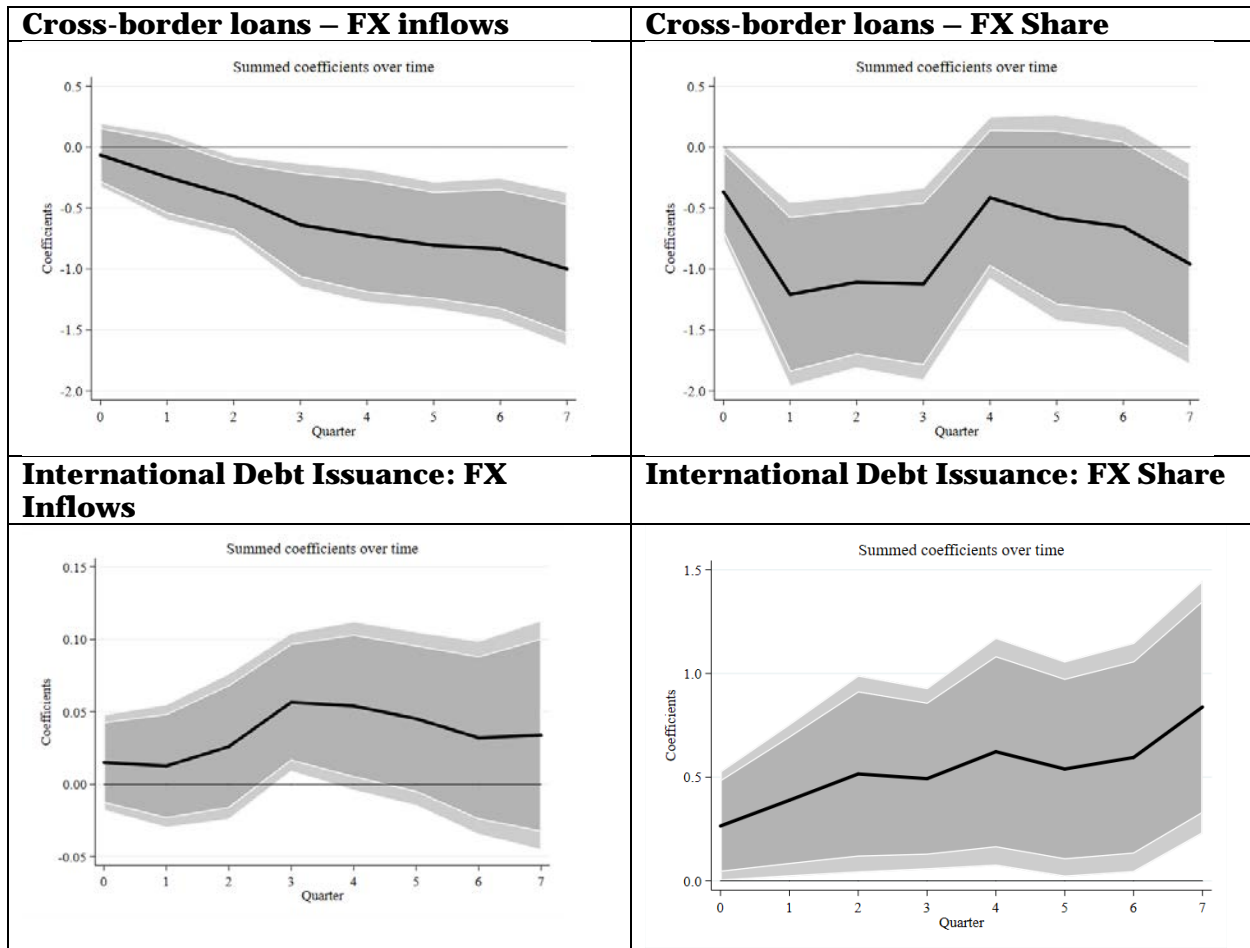 Cross-border loans – FX inflows
Cross-border loans – FX Share
Summed coefficients over time
0.5
0.0
-0.5
-1.0
-1.5
-2.0
Coefficients
0 1 2 3 4 5 6 7
Quarter
Summed coefficients over time
0.5
0.0
-0.5
-1.0
-1.5
-2.0
Coefficients
0 1 2 3 4 5 6 7
Quarter
International Debt Issuance: FX
Inflows
International Debt Issuance: FX Share
Summed coefficients over time
0.15
0.10
0.05
0.00
-0.05
Coefficients
0 1 2 3 4 5 6 7
Quarter
Summed coefficients over time
1.5
1.0
0.5
0.0
Coefficients
0 1 2 3 4 5 6 7
Quarter